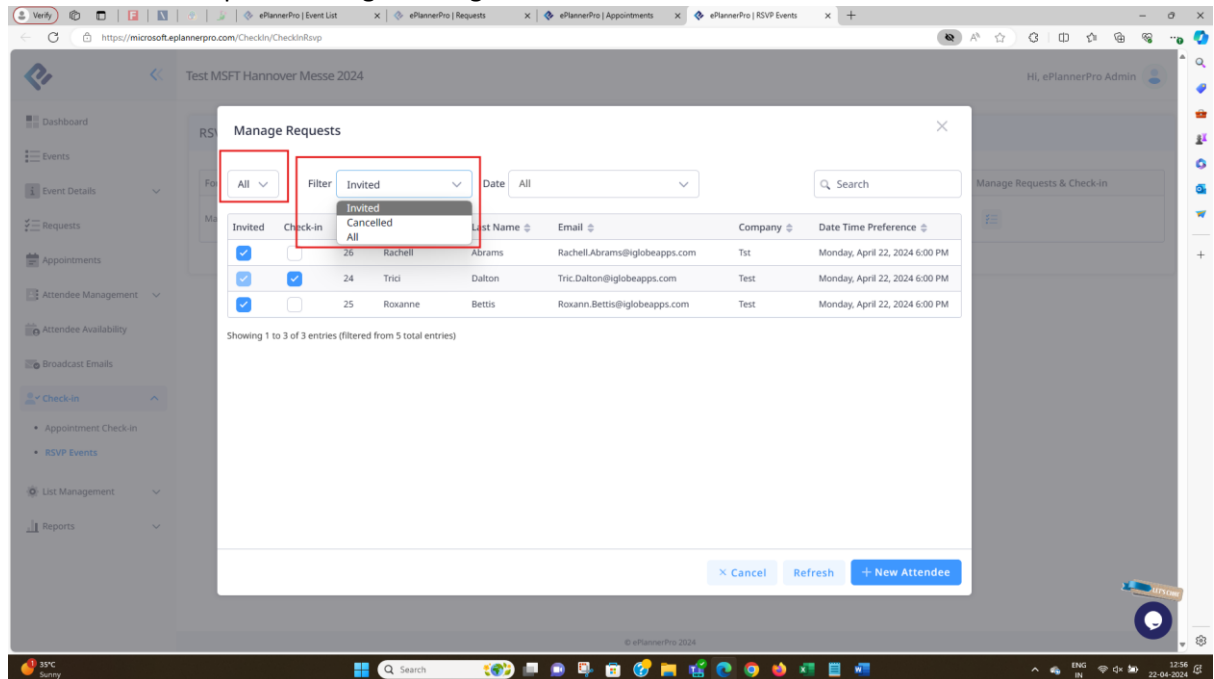 Verify
ePlannerPro | Event List
ePlannerPro | Requests
ePlannerPro | Appointments
ePlannerPro | RSVP Events
https://microsoft.eplannerpro.com/CheckIn/CheckInRsvp
Test MSFT Hannover Messe 2024
Hi, ePlannerPro Admin
Dashboard
Events
Event Details
Requests
Appointments
Attendee Management
Attendee Availability
Broadcast Emails
Check-in
Appointment Check-in
RSVP Events
List Management
Reports
Manage Requests & Check-in
Manage Requests
All Filter Invited Date All Search
Invited
Cancelled
All
Invited Check-in Last Name Email Company Date Time Preference
26 Rachell Abrams Rachell.Abrams@iglobeapps.com Tst Monday, April 22, 2024 6:00 PM
24 Trici Dalton Tric.Dalton@iglobeapps.com Test Monday, April 22, 2024 6:00 PM
25 Roxanne Bettis Roxann.Bettis@iglobeapps.com Test Monday, April 22, 2024 6:00 PM
Showing 1 to 3 of 3 entries (filtered from 5 total entries)
× Cancel Refresh + New Attendee
© ePlannerPro 2024
35°C
Sunny
Search
ENG
IN
12:56
22-04-2024